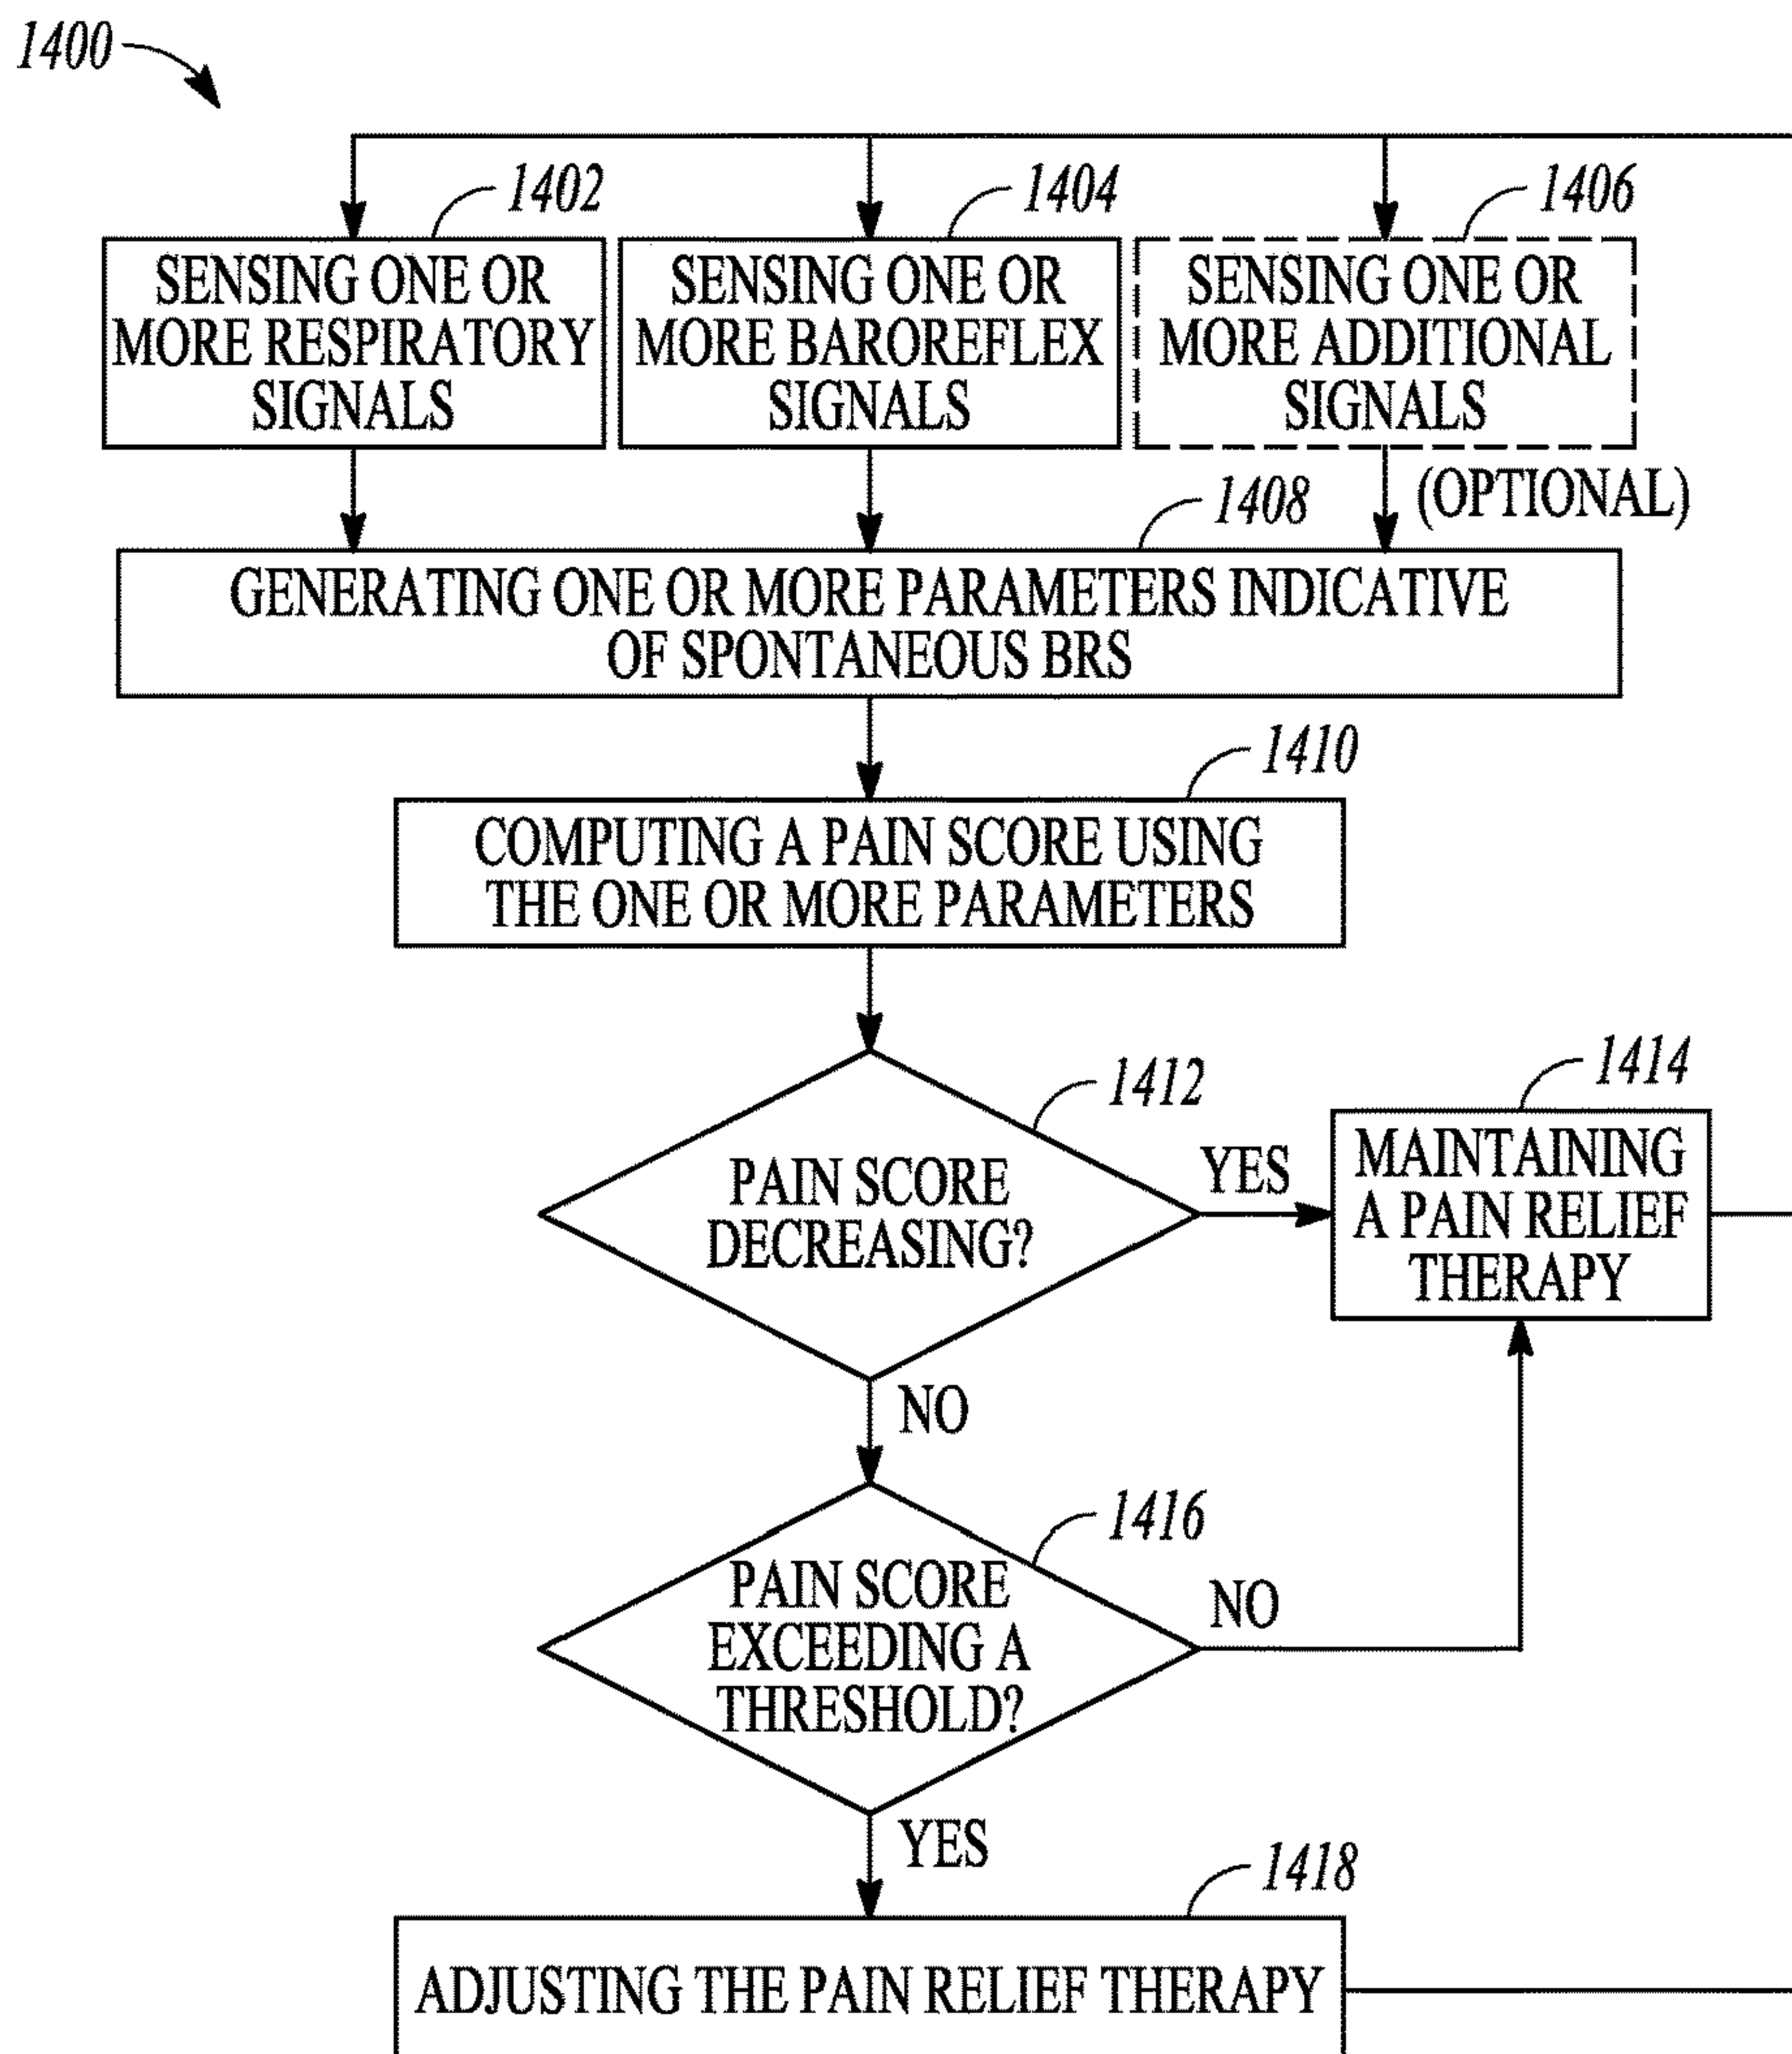 1400
1402
1404
1406
SENSING ONE OR
MORE RESPIRATORY
SIGNALS
SENSING ONE OR
MORE BAROREFLEX
SIGNALS
SENSING ONE OR
MORE ADDITIONAL
SIGNALS
(OPTIONAL)
1408
GENERATING ONE OR MORE PARAMETERS INDICATIVE
OF SPONTANEOUS BRS
1410
COMPUTING A PAIN SCORE USING
THE ONE OR MORE PARAMETERS
1412
PAIN SCORE
DECREASING?
YES
1414
MAINTAINING
A PAIN RELIEF
THERAPY
NO
1416
PAIN SCORE
EXCEEDING A
THRESHOLD?
NO
YES
1418
ADJUSTING THE PAIN RELIEF THERAPY